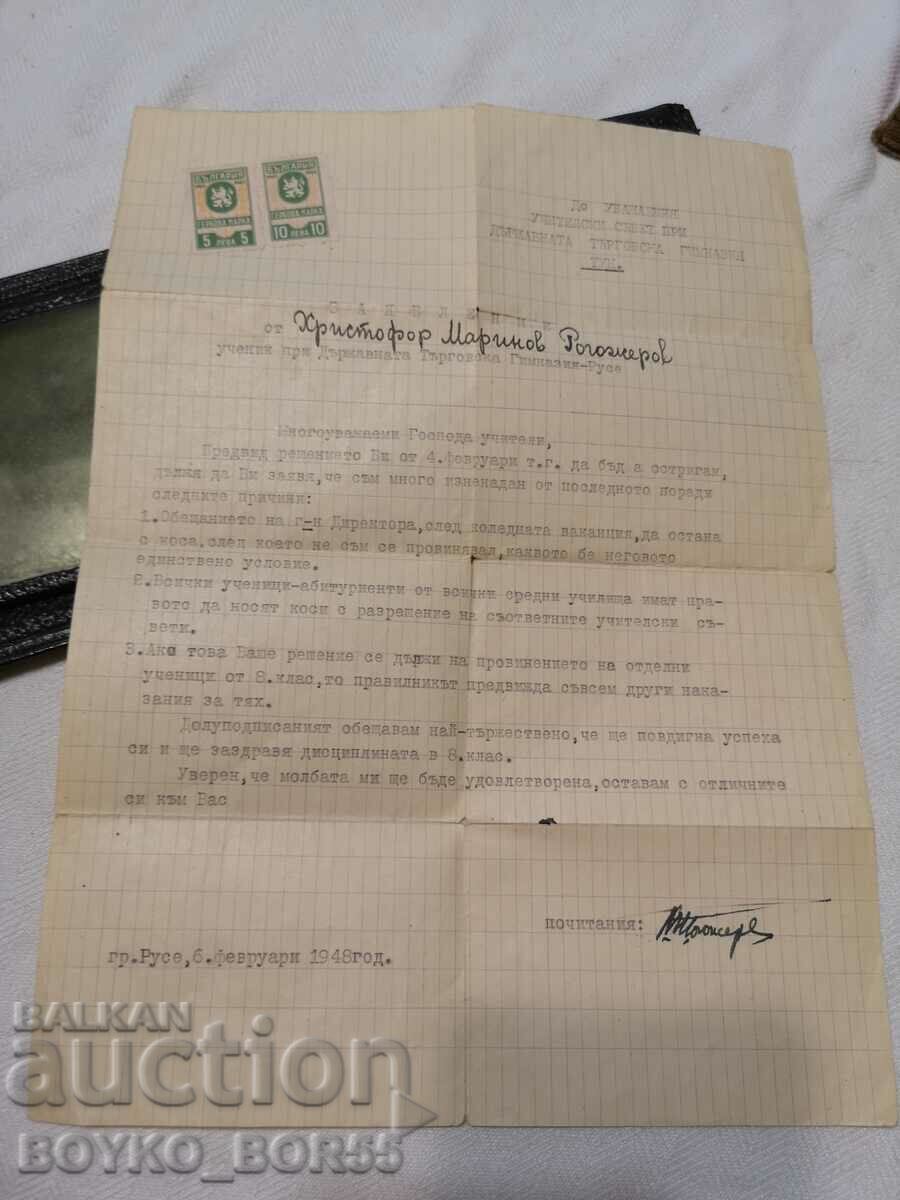 БЪЛГАРИЯ
ГЕРБОВА МАРКА
5 ЛЕВА 5
БЪЛГАРИЯ
ГЕРБОВА МАРКА
10 ЛЕВА 10
До УВАЖАЕМИЯ
УЧИТЕЛСКИ СЪВЕТ ПРИ
ДЪРЖАВНАТА ТЪРГОВСКА ГИМНАЗИЯ
ТУК.
З А Я В Л Е Н И Е
от Христофор Маринов Рогожеров
ученик при Държавната Търговска Гимназия-Русе
Многоуважаеми Господа учители,
Предвид решението Ви от 4.февруари т.г. да бъд а остриган,
дължа да Ви заявя,че съм много изненадан от последното поради
следните причини:
1.Обещанието на г-н Директора,след коледната ваканция,да остана
с коса,след което не съм се провинявал,каквото бе неговото
единствено условие.
2.Всички ученици-абитуриенти от всички средни училища имат пра-
вото да носят коси с разрешение на съответните учителски съ-
вети.
3.Ако това Ваше решение се държи на провинението на отделни
ученици от 8.клас,то правилникът предвижда съвсем други нака-
зания за тях.
Долуподписаният обещавам най-тържествено,че ще повдигна успеха
си и ще заздравя дисциплината в 8.клас.
Уверен,че молбата ми ще бъде удовлетворена,оставам с отличните
си към Вас
почитания:
гр.Русе,6.февруари 1948год.
BALKAN
auction
BOYKO_BOR55